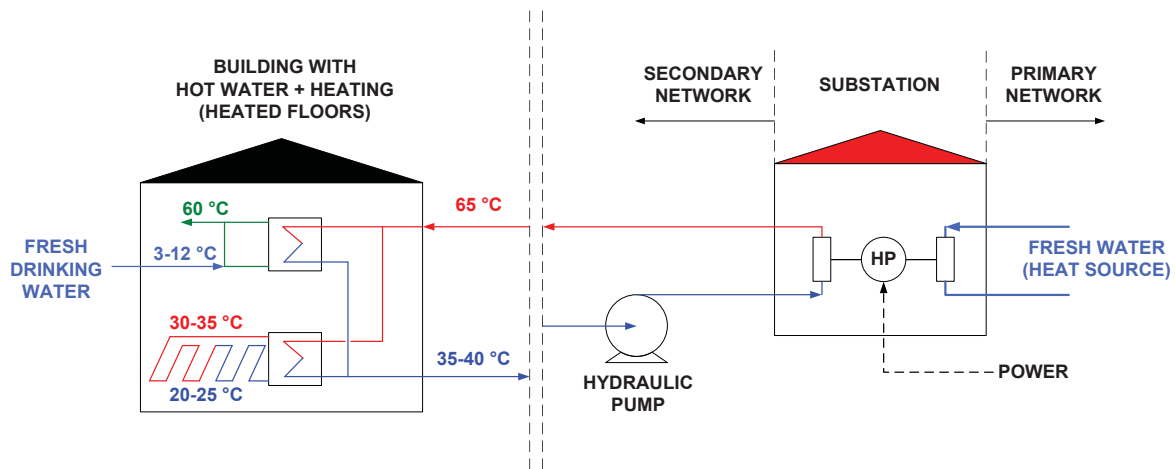 BUILDING WITH
HOT WATER + HEATING
(HEATED FLOORS)
SECONDARY
NETWORK
SUBSTATION
PRIMARY
NETWORK
60 °C
65 °C
FRESH
DRINKING
WATER
3-12 °C
HP
FRESH WATER
(HEAT SOURCE)
30-35 °C
35-40 °C
20-25 °C
HYDRAULIC
PUMP
POWER